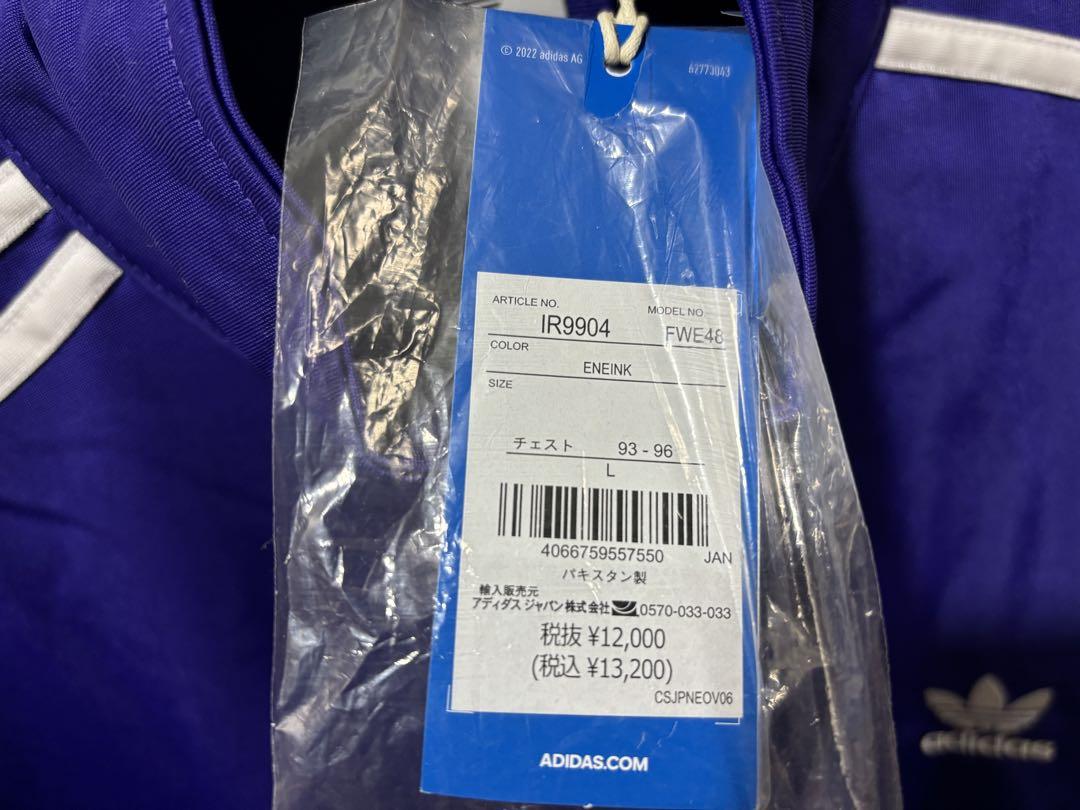 © 2022 adidas AG
62773043
ARTICLE NO.
IR9904
MODEL NO
FWE48
COLOR
ENEINK
SIZE
チェスト 93 - 96
L
4066759557550 JAN
パキスタン製
輸入販売元
アディダス ジャパン株式会社 0570-033-033
税抜 ¥12,000
(税込 ¥13,200)
CSJPNEOV06
ADIDAS.COM
adidas